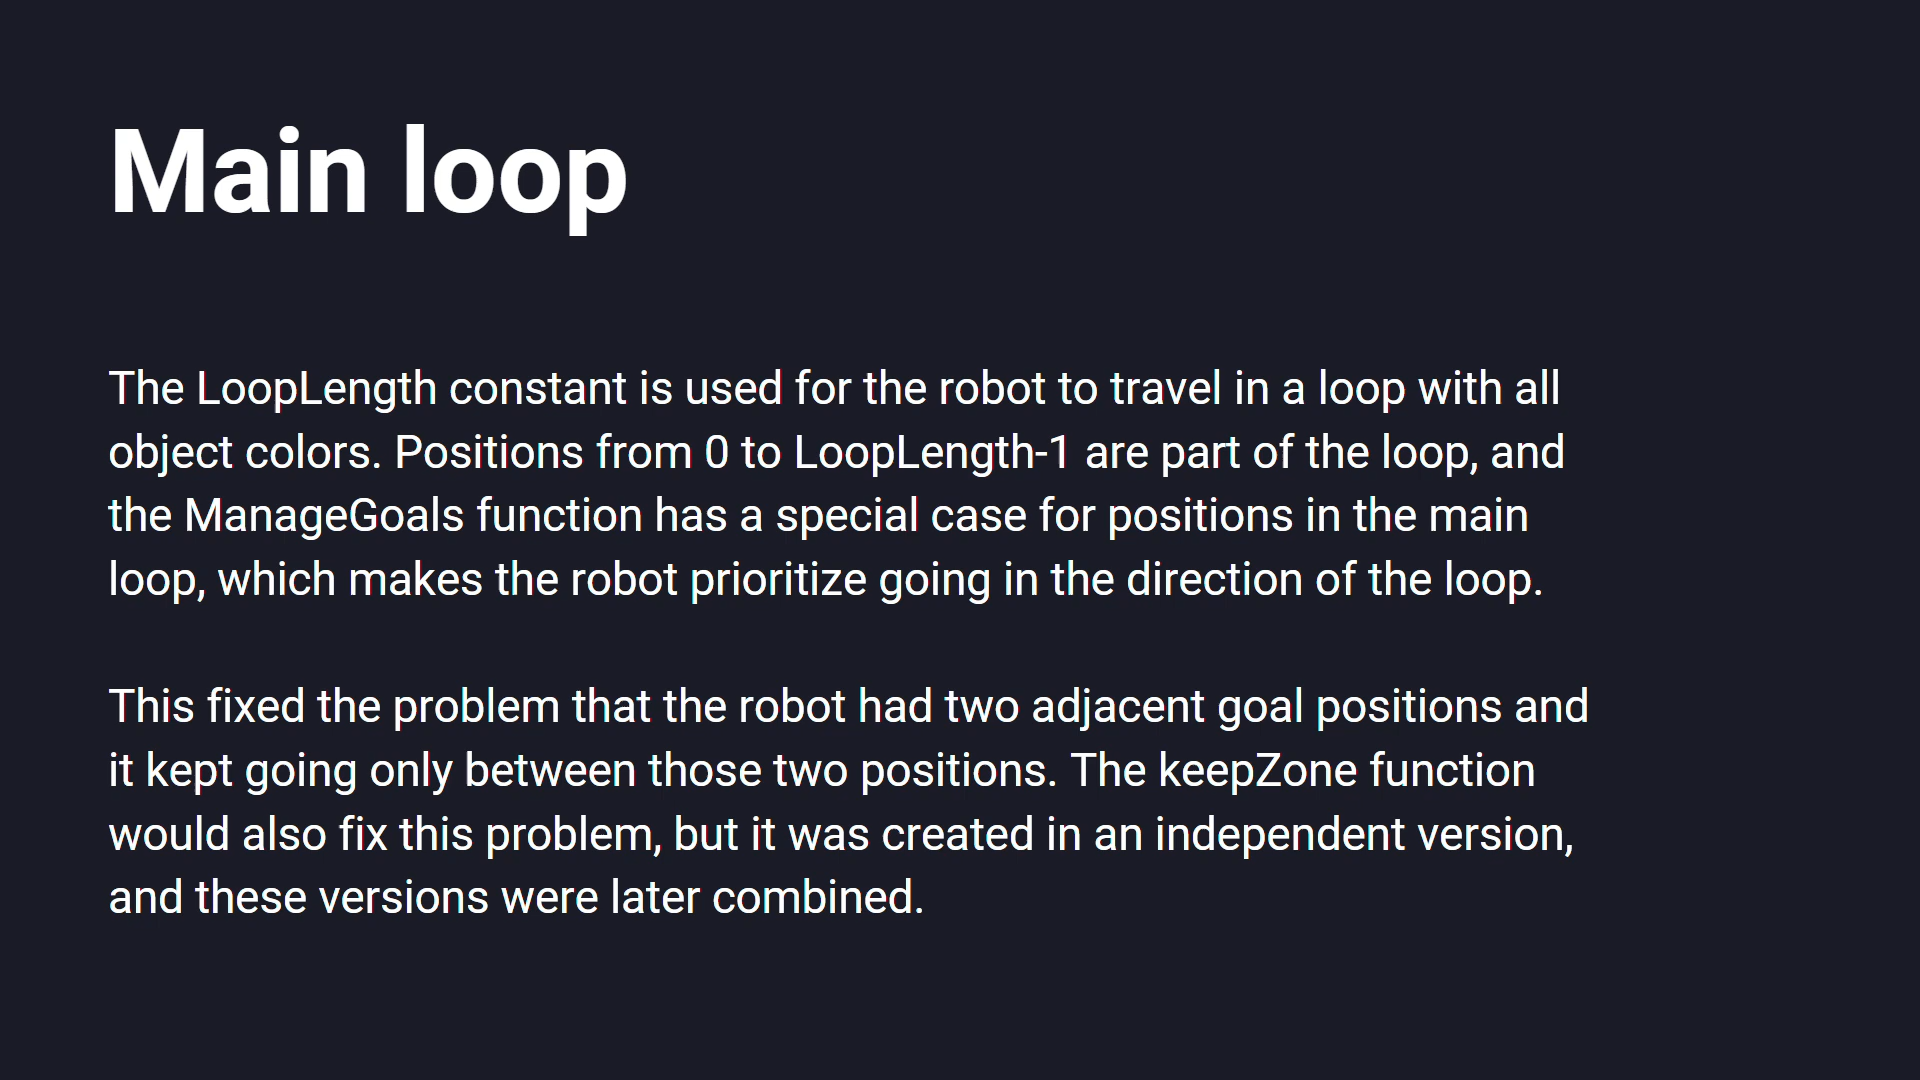 Main loop
The LoopLength constant is used for the robot to travel in a loop with all
object colors. Positions from 0 to LoopLength-1 are part of the loop, and
the ManageGoals function has a special case for positions in the main
loop, which makes the robot prioritize going in the direction of the loop.
This fixed the problem that the robot had two adjacent goal positions and
it kept going only between those two positions. The keepZone function
would also fix this problem, but it was created in an independent version,
and these versions were later combined.